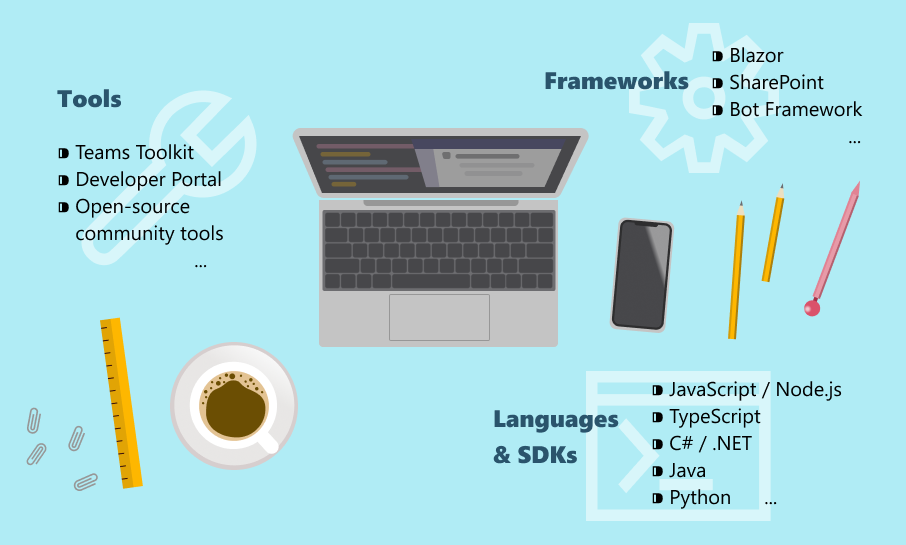 Tools
Teams Toolkit
Developer Portal
Open-source
community tools
...
Frameworks
Blazor
SharePoint
Bot Framework
...
Languages
& SDKs
JavaScript / Node.js
TypeScript
C# / .NET
Java
Python ...